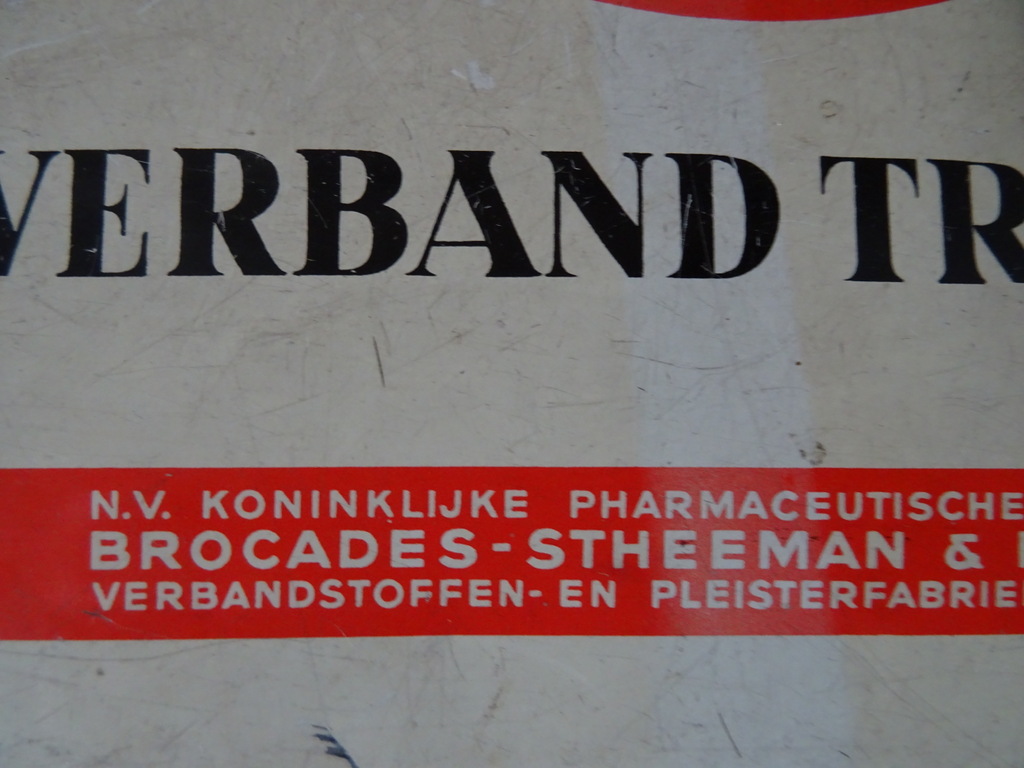 VERBAND TR
N.V. KONINKLIJKE PHARMACEUTISCHE
BROCADES-STHEEMAN &
VERBANDSTOFFEN- EN PLEISTERFABRIE